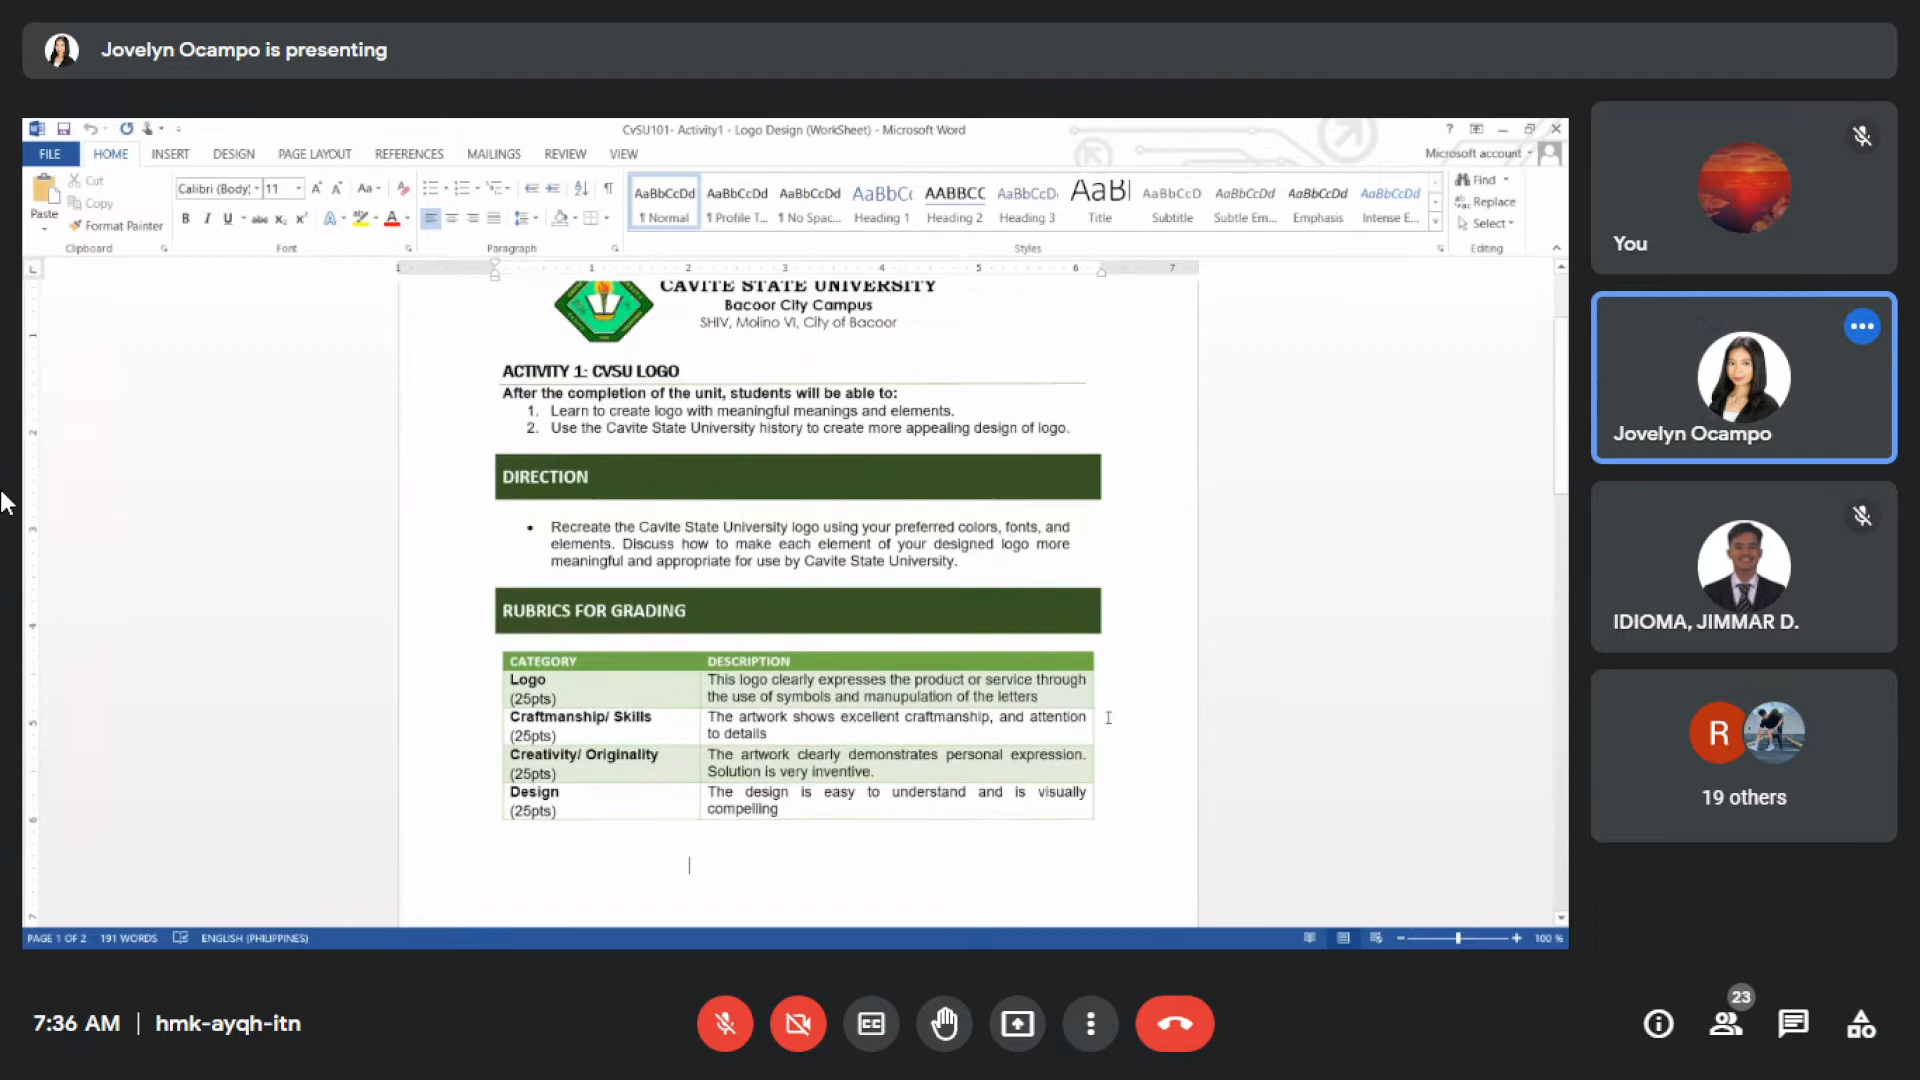 Jovelyn Ocampo is presenting
CvSU101- Activity1 - Logo Design (WorkSheet) - Microsoft Word
FILE HOME INSERT DESIGN PAGE LAYOUT REFERENCES MAILINGS REVIEW VIEW Microsoft account
Paste
Cut
Copy
Format Painter
Clipboard
Calibri (Body) 11
Font
Paragraph
AaBbCcDd AaBbCcDd AaBbCcDd AaBbCc AABBCC AaBbCcD AaB AaBbCcD AaBbCcDd AaBbCcDd AaBbCcDd
¶ Normal ¶ Profile T... ¶ No Spac... Heading 1 Heading 2 Heading 3 Title Subtitle Subtle Em... Emphasis Intense E...
Styles
Find
Replace
Select
Editing
1 1 2 3 4 5 6 7
CAVITE STATE UNIVERSITY
Bacoor City Campus
SHIV, Molino VI, City of Bacoor
ACTIVITY 1: CVSU LOGO
After the completion of the unit, students will be able to:
1. Learn to create logo with meaningful meanings and elements.
2. Use the Cavite State University history to create more appealing design of logo.
DIRECTION
• Recreate the Cavite State University logo using your preferred colors, fonts, and
elements. Discuss how to make each element of your designed logo more
meaningful and appropriate for use by Cavite State University.
RUBRICS FOR GRADING
CATEGORY DESCRIPTION
Logo
(25pts)
This logo clearly expresses the product or service through
the use of symbols and manupulation of the letters
Craftmanship/ Skills
(25pts)
The artwork shows excellent craftmanship, and attention
to details
Creativity/ Originality
(25pts)
The artwork clearly demonstrates personal expression.
Solution is very inventive.
Design
(25pts)
The design is easy to understand and is visually
compelling
PAGE 1 OF 2 191 WORDS ENGLISH (PHILIPPINES) 100 %
You
Jovelyn Ocampo
IDIOMA, JIMMAR D.
R
19 others
7:36 AM | hmk-ayqh-itn
23